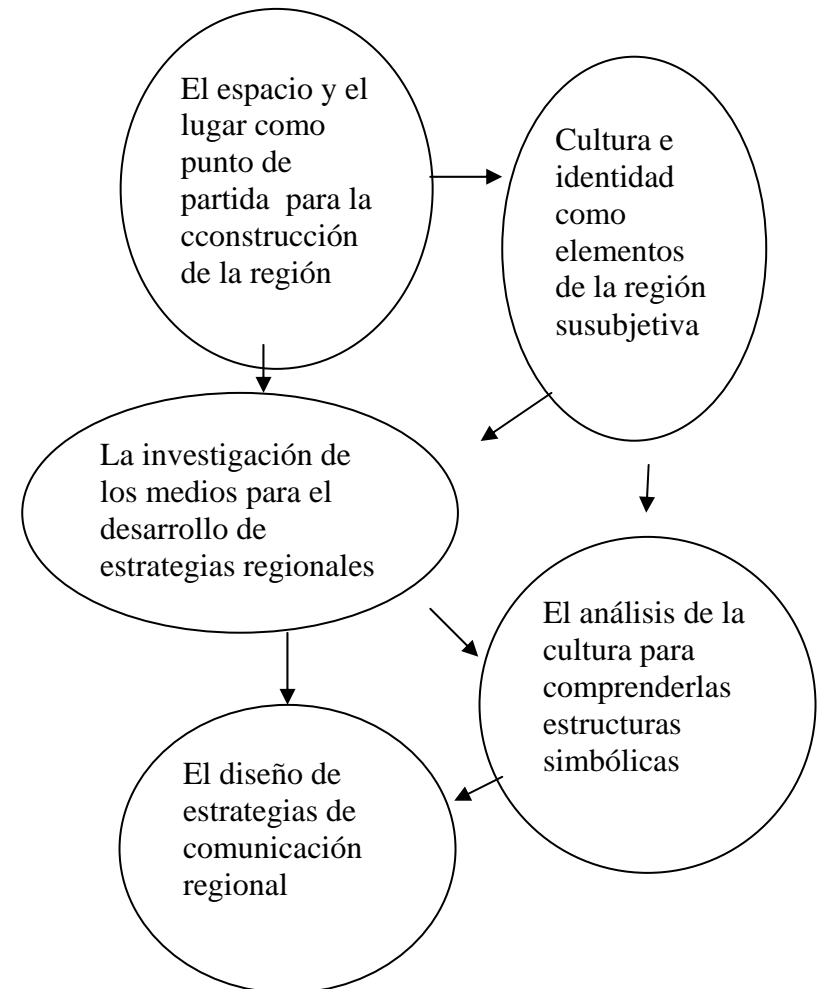 El espacio y el
lugar como
punto de
partida  para la
cconstrucción
de la región
Cultura e
identidad
como
elementos
de la región
susubjetiva
La investigación de
los medios para el
desarrollo de
estrategias regionales
El análisis de la
cultura para
comprenderlas
estructuras
simbólicas
El diseño de
estrategias de
comunicación
regional